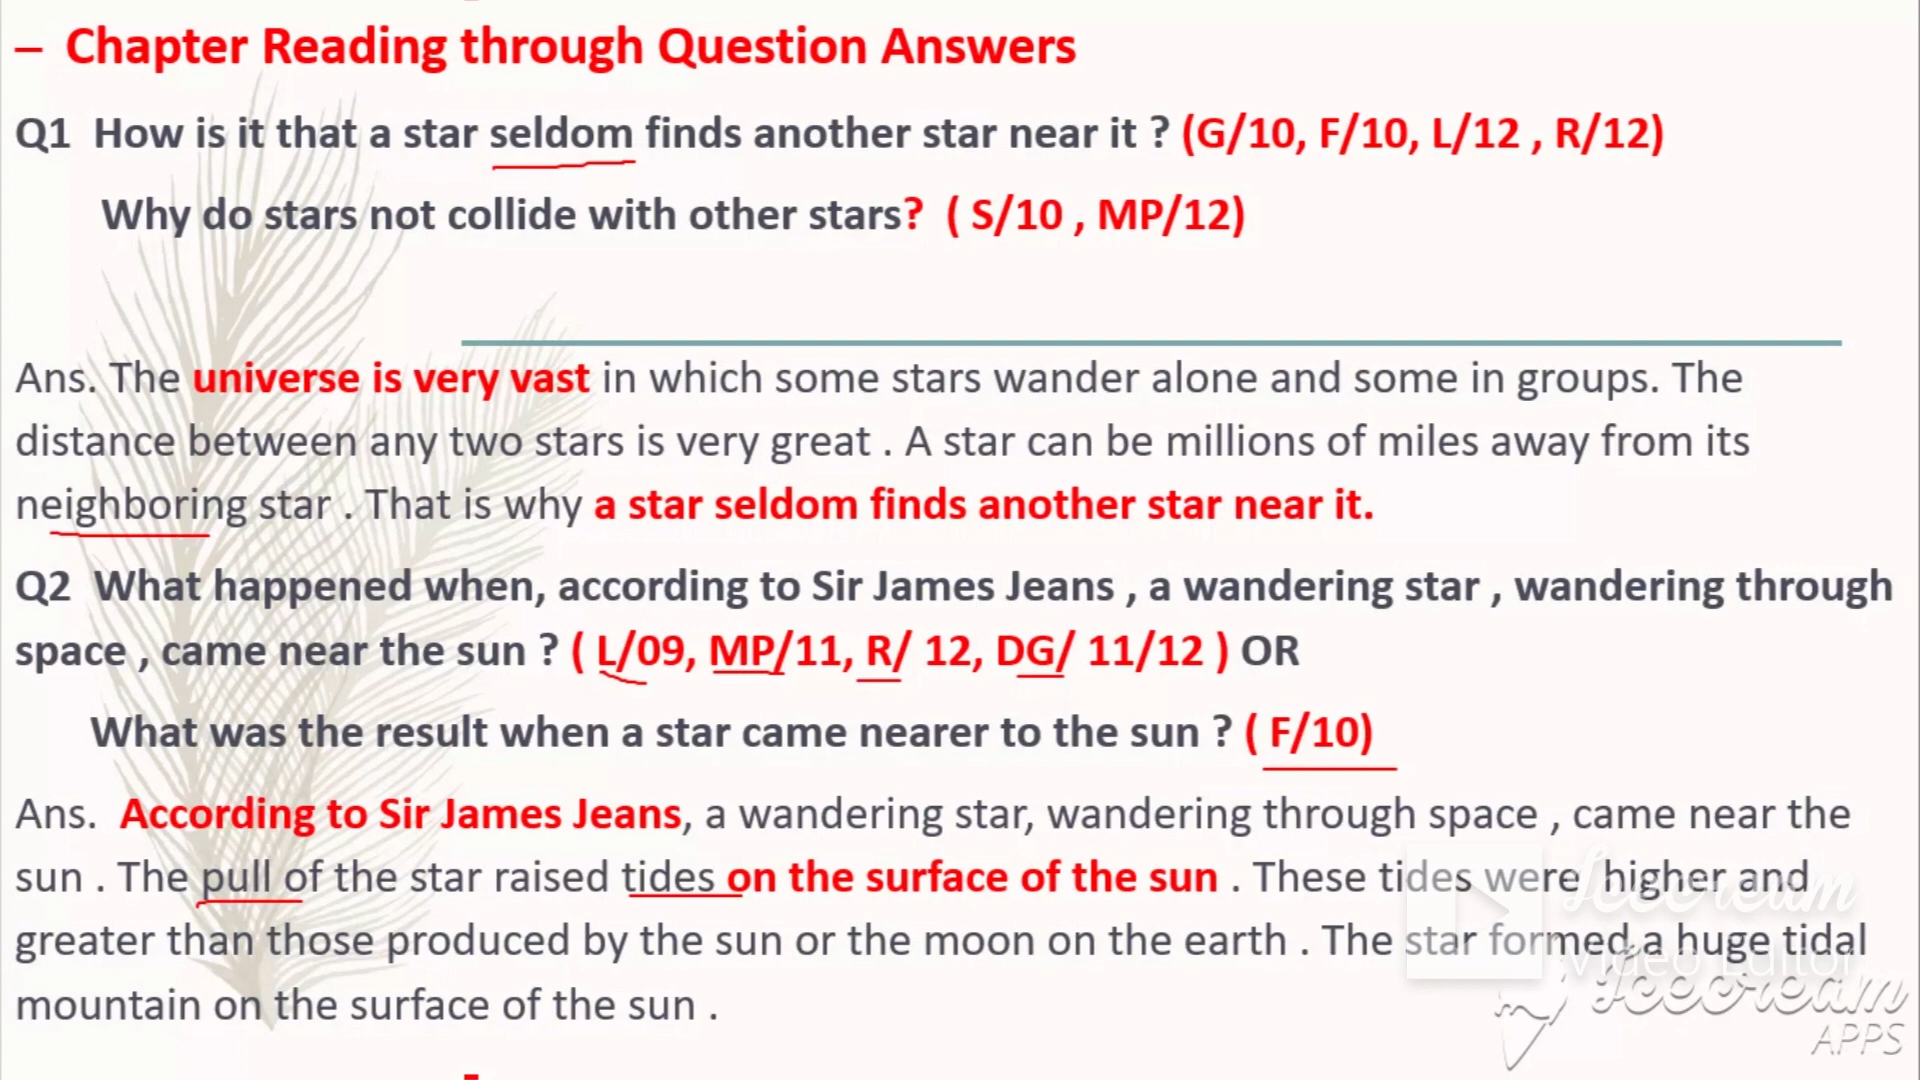 – Chapter Reading through Question Answers
Q1 How is it that a star seldom finds another star near it ? (G/10, F/10, L/12 , R/12)
Why do stars not collide with other stars? ( S/10 , MP/12)
Ans. The universe is very vast in which some stars wander alone and some in groups. The
distance between any two stars is very great . A star can be millions of miles away from its
neighboring star . That is why a star seldom finds another star near it.
Q2 What happened when, according to Sir James Jeans , a wandering star , wandering through
space , came near the sun ? ( L/09, MP/11, R/ 12, DG/ 11/12 ) OR
What was the result when a star came nearer to the sun ? ( F/10)
Ans. According to Sir James Jeans, a wandering star, wandering through space , came near the
sun . The pull of the star raised tides on the surface of the sun . These tides were higher and
greater than those produced by the sun or the moon on the earth . The star formed a huge tidal
mountain on the surface of the sun .
Icecream
Video Editor
Icecream
APPS